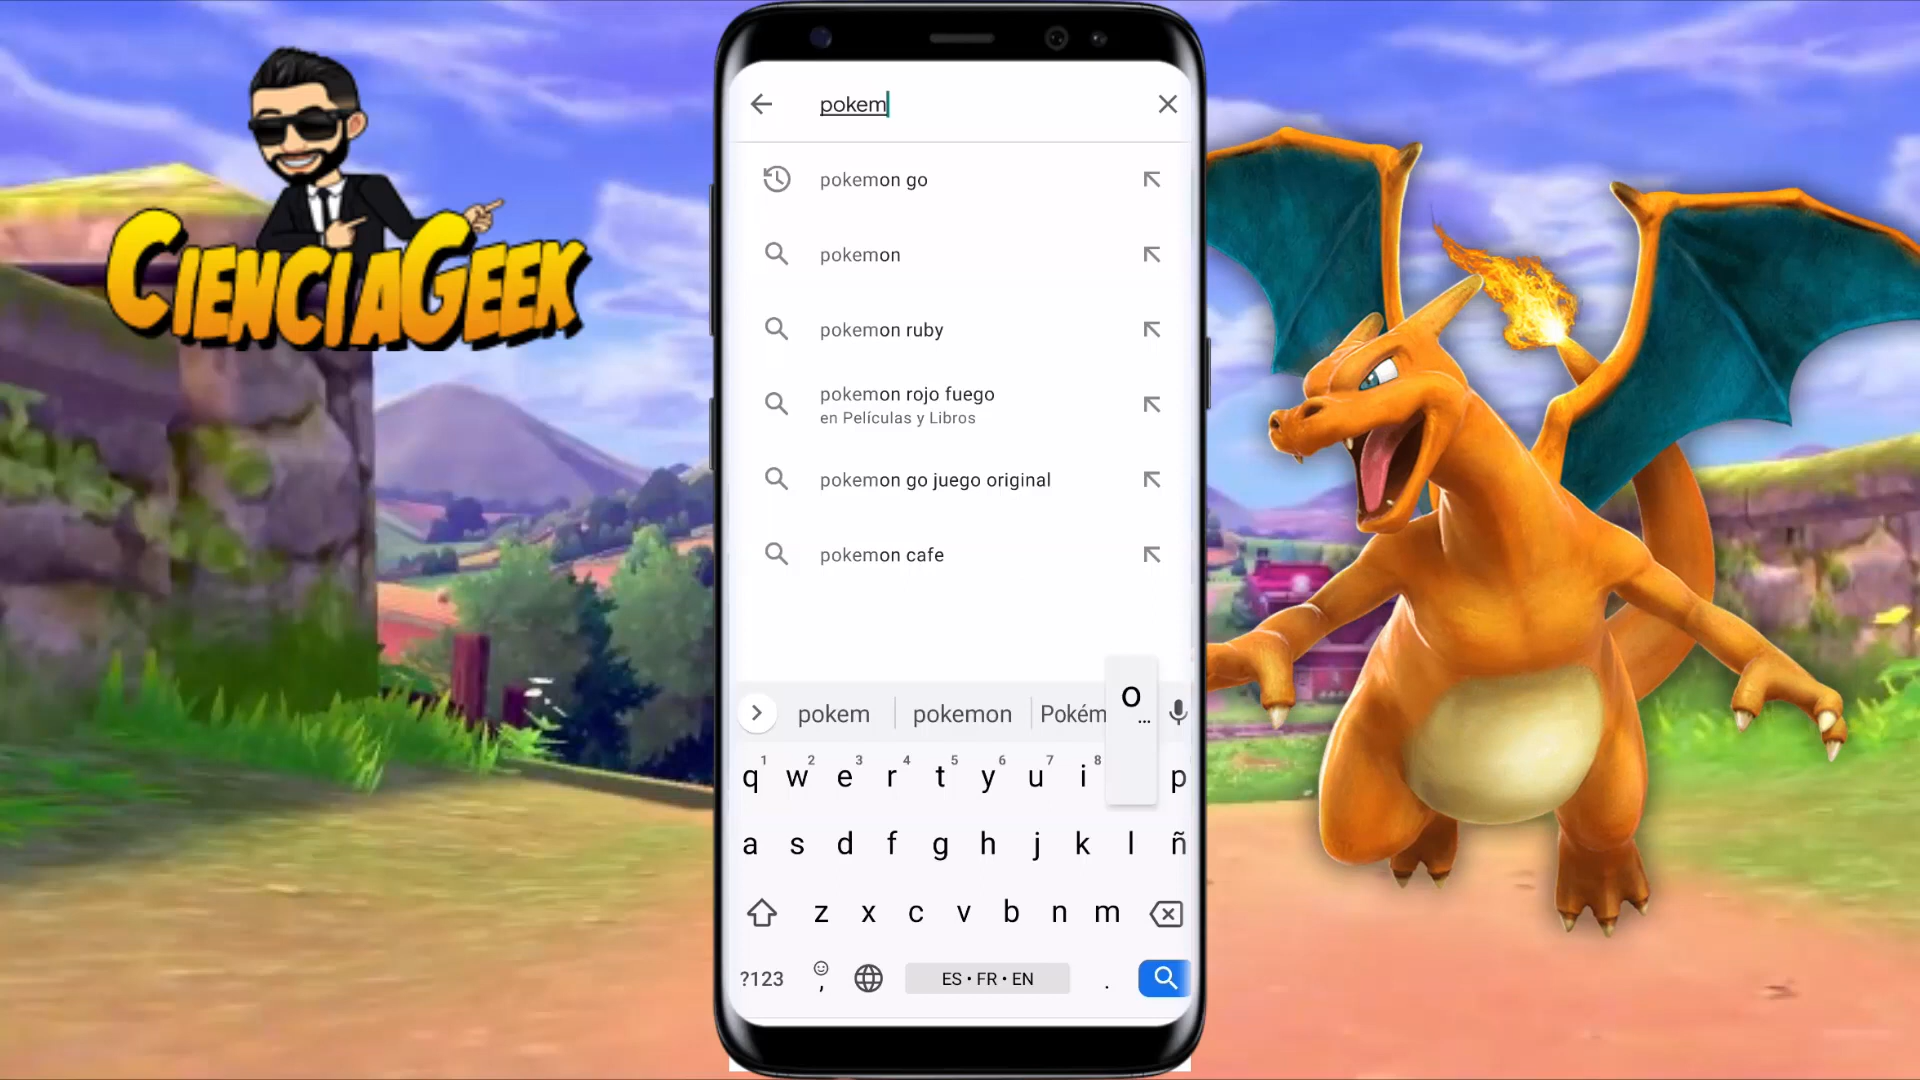 CIENCIAGEEK
pokem
pokemon go
pokemon
pokemon ruby
pokemon rojo fuego
en Películas y Libros
pokemon go juego original
pokemon cafe
pokem pokemon Pokém
o
...
q 1 w 2 e 3 r 4 t 5 y 6 u 7 i 8 p
a s d f g h j k l ñ
z x c v b n m
?123 , ES • FR • EN .